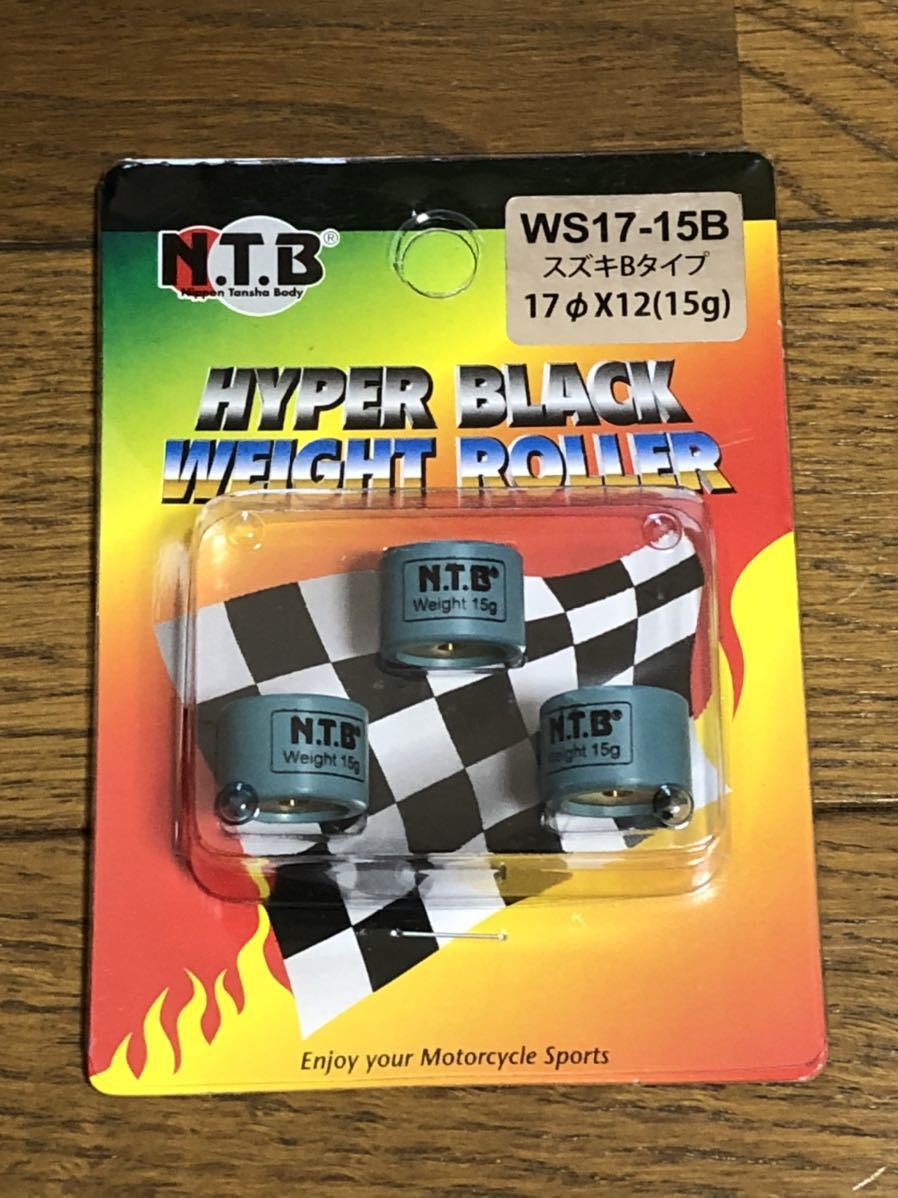 N.T.B®
Nippon Tansha Body
WS17-15B
スズキBタイプ
17φX12(15g)
HYPER BLACK
WEIGHT ROLLER
N.T.B®
Weight 15g
N.T.B®
Weight 15g
N.T.B®
Weight 15g
Enjoy your Motorcycle Sports